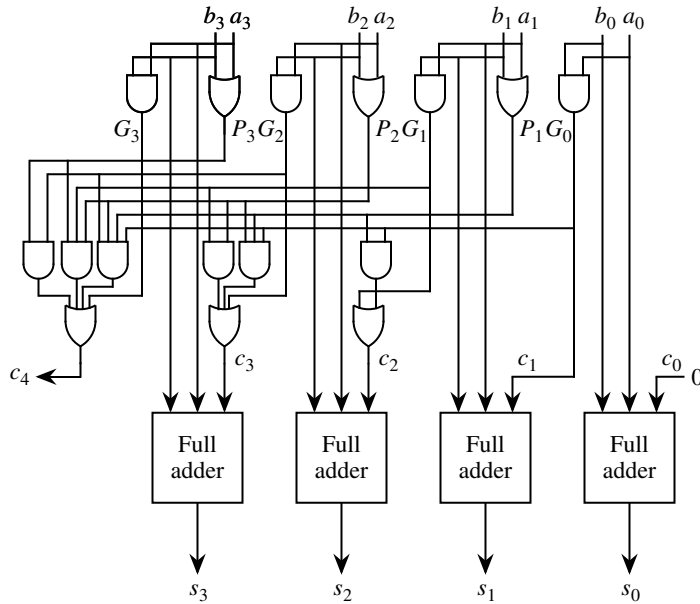 b₃ a₃ b₂ a₂ b₁ a₁ b₀ a₀
G₃ P₃ G₂ P₂ G₁ P₁ G₀
c₄ c₃ c₂ c₁ c₀ 0
Full adder
Full adder
Full adder
Full adder
s₃ s₂ s₁ s₀